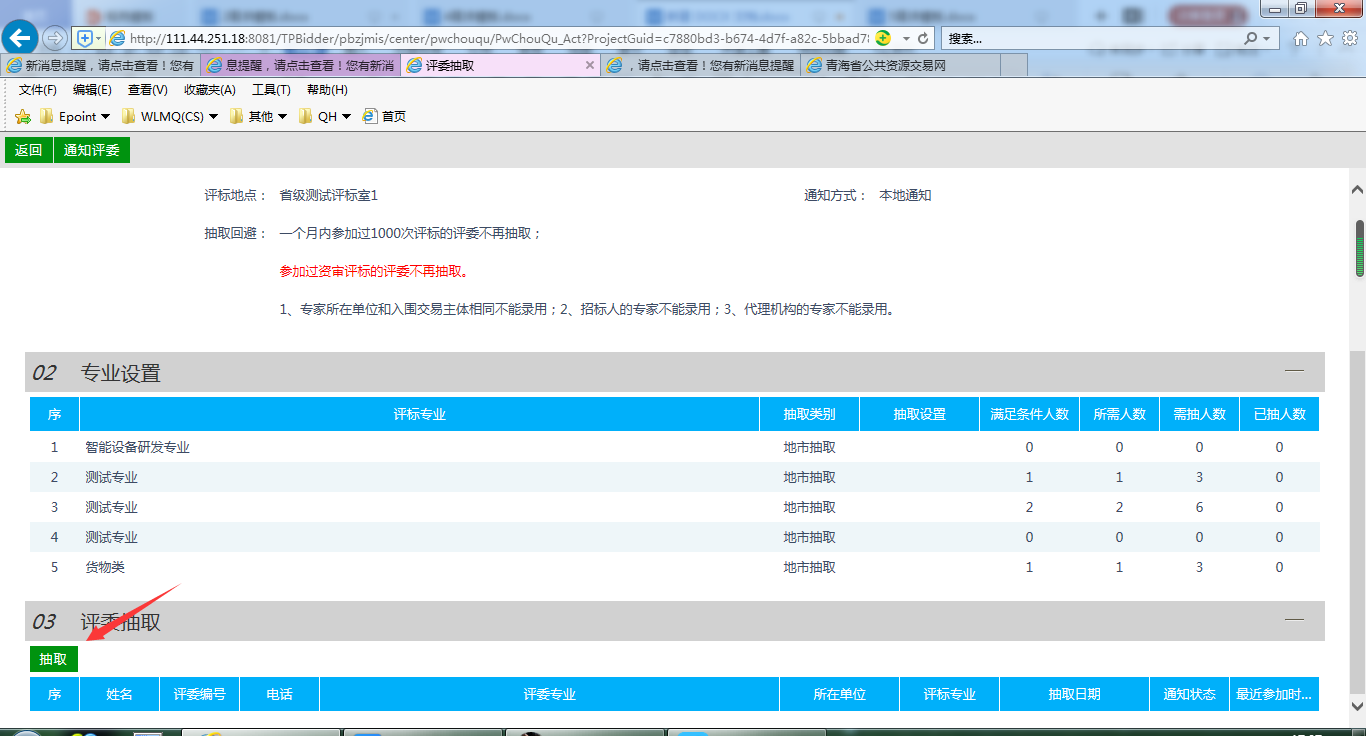 http://111.44.251.18:8081/TPBidder/pbzjmis/center/pwchouqu/PwChouQu_Act?ProjectGuid=c7880bd3-b674-4d7f-a82c-5bbad7
搜索...
新消息提醒，请点击查看！您有
息提醒，请点击查看！您有新消
评委抽取
，请点击查看！您有新消息提醒
青海省公共资源交易网
文件(F) 编辑(E) 查看(V) 收藏夹(A) 工具(T) 帮助(H)
Epoint WLMQ(CS) 其他 QH 首页
返回 通知评委
评标地点： 省级测试评标室1 通知方式： 本地通知
抽取回避： 一个月内参加过1000次评标的评委不再抽取；
参加过资审评标的评委不再抽取。
1、专家所在单位和入围交易主体相同不能录用；2、招标人的专家不能录用；3、代理机构的专家不能录用。
02 专业设置
序 评标专业 抽取类别 抽取设置 满足条件人数 所需人数 需抽人数 已抽人数
1 智能设备研发专业 地市抽取 0 0 0 0
2 测试专业 地市抽取 1 1 3 0
3 测试专业 地市抽取 2 2 6 0
4 测试专业 地市抽取 0 0 0 0
5 货物类 地市抽取 1 1 3 0
03 评委抽取
抽取
序 姓名 评委编号 电话 评委专业 所在单位 评标专业 抽取日期 通知状态 最近参加时...